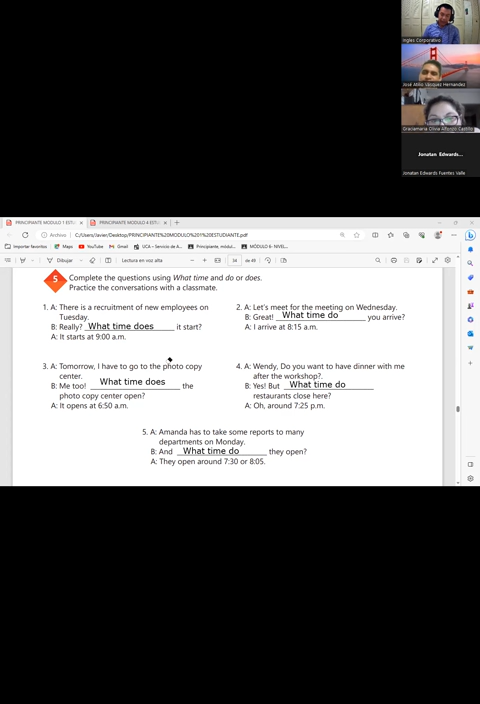 Ingles Corporativo
José Atilio Vásquez Hernandez
Graciamaria Olivia Alfonso Castillo
Jonatan Edwards...
Jonatan Edwards Fuentes Valle
PRINCIPIANTE MODULO 1 EST
PRINCIPIANTE MODULO 4 EST
Archivo C:/Users/Javier/Desktop/PRINCIPIANTE%20MODULO%201%20ESTUDIANTE.pdf
Importar favoritos Maps YouTube Gmail UCA – Servicio de A... MÓDULO 6- NIVEL...
Dibujar Lectura en voz alta 34 de 49
5 Complete the questions using What time and do or does.
Practice the conversations with a classmate.
1. A: There is a recruitment of new employees on
Tuesday.
B: Really? What time does it start?
A: It starts at 9:00 a.m.
2. A: Let's meet for the meeting on Wednesday.
B: Great! What time do you arrive?
A: I arrive at 8:15 a.m.
3. A: Tomorrow, I have to go to the photo copy
center.
B: Me too! What time does the
photo copy center open?
A: It opens at 6:50 a.m.
4. A: Wendy, Do you want to have dinner with me
after the workshop?.
B: Yes! But What time do
restaurants close here?
A: Oh, around 7:25 p.m.
5. A: Amanda has to take some reports to many
departments on Monday.
B: And What time do they open?
A: They open around 7:30 or 8:05.